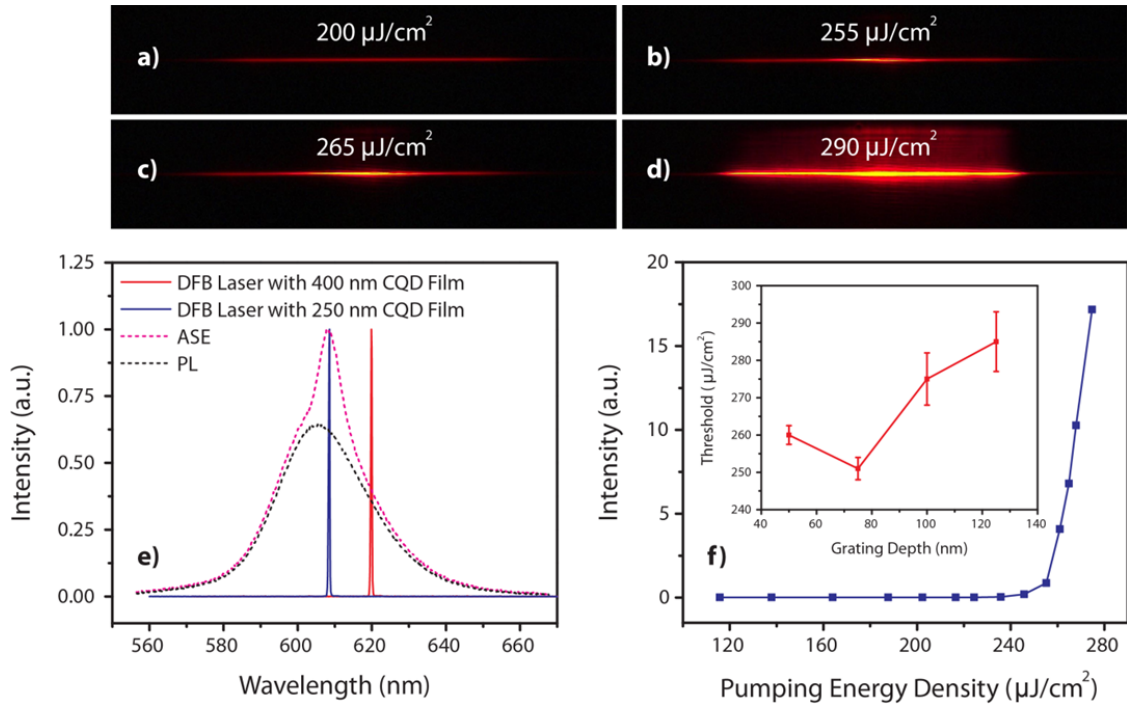 200 μJ/cm²
a)
255 μJ/cm²
b)
265 μJ/cm²
c)
290 μJ/cm²
d)
1.25
1.00
0.75
0.50
0.25
0.00
Intensity (a.u.)
DFB Laser with 400 nm CQD Film
DFB Laser with 250 nm CQD Film
ASE
PL
e)
560 580 600 620 640 660
Wavelength (nm)
20
15
10
5
0
Intensity (a.u.)
300
290
280
270
260
250
240
Threshold ( μJ/cm²)
40 60 80 100 120 140
Grating Depth (nm)
f)
120 160 200 240 280
Pumping Energy Density (μJ/cm²)